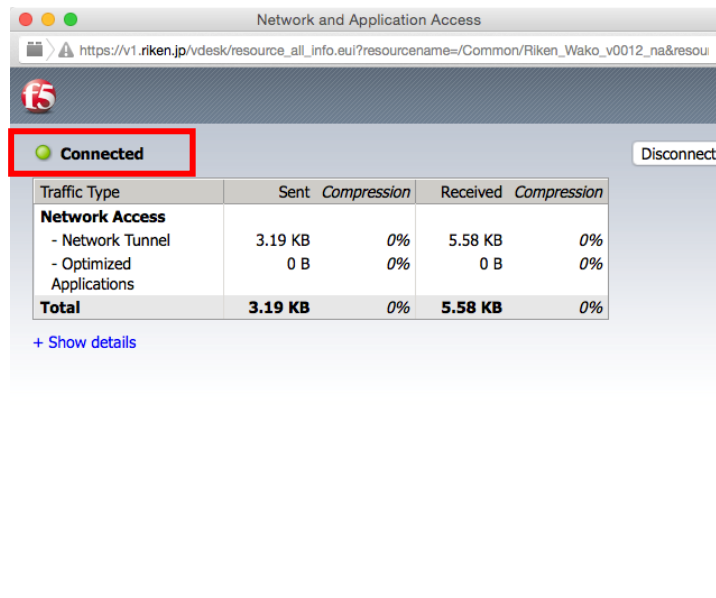 Network and Application Access
https://v1.riken.jp/vdesk/resource_all_info.eui?resourcename=/Common/Riken_Wako_v0012_na&resou
f5
Connected
Disconnect
Traffic Type Sent Compression Received Compression
Network Access
- Network Tunnel 3.19 KB 0% 5.58 KB 0%
- Optimized 0 B 0% 0 B 0%
Applications
Total 3.19 KB 0% 5.58 KB 0%
+ Show details